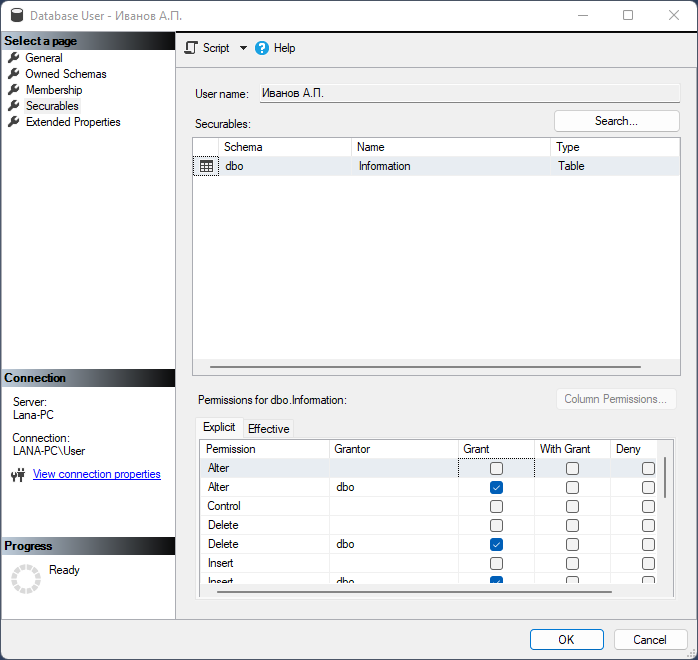 Database User - Иванов А.П.
Select a page
General
Owned Schemas
Membership
Securables
Extended Properties
Script Help
User name: Иванов А.П.
Securables: Search...
Schema Name Type
dbo Information Table
Connection
Server:
Lana-PC
Connection:
LANA-PC\User
View connection properties
Progress
Ready
Permissions for dbo.Information: Column Permissions...
Explicit Effective
Permission Grantor Grant With Grant Deny
Alter
Alter dbo
Control
Delete
Delete dbo
Insert
Insert dbo
OK Cancel